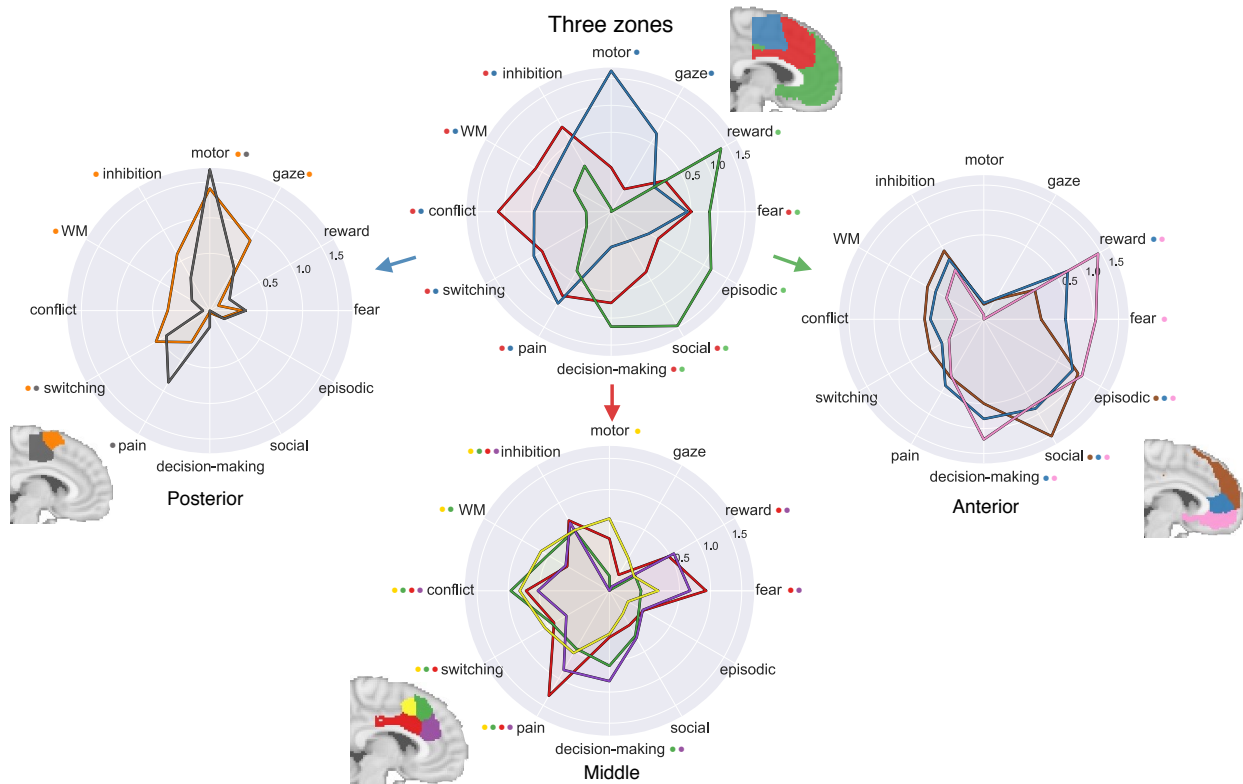 Three zones
motor
inhibition
gaze
WM
reward
1.5
1.0
0.5
conflict
fear
switching
episodic
pain
social
decision-making
motor
inhibition
gaze
WM
reward
1.5
1.0
0.5
conflict
fear
switching
episodic
pain
social
decision-making
Posterior
motor
inhibition
gaze
WM
reward
1.5
1.0
0.5
conflict
fear
switching
episodic
pain
social
decision-making
Anterior
motor
inhibition
gaze
WM
reward
1.5
1.0
0.5
conflict
fear
switching
episodic
pain
social
decision-making
Middle